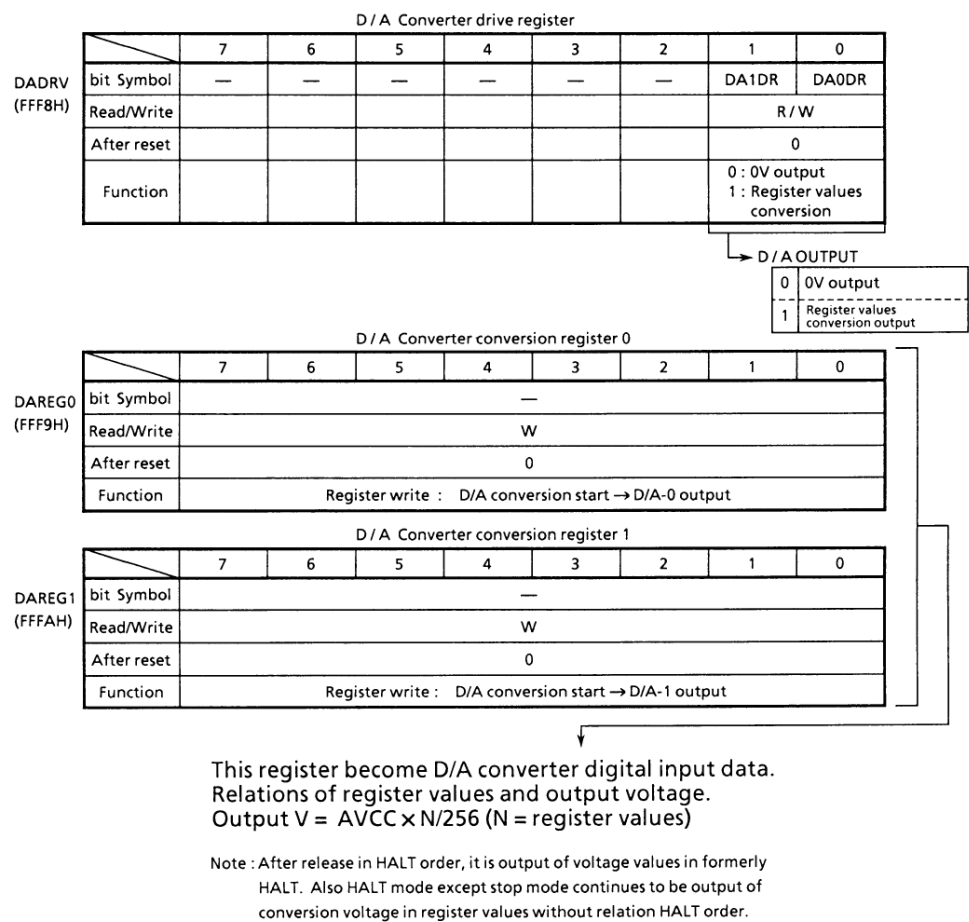 D / A Converter drive register
7 6 5 4 3 2 1 0
DADRV
(FFF8H)
bit Symbol — — — — — — DA1DR DA0DR
Read/Write R / W
After reset 0
Function
0 : 0V output
1 : Register values
conversion
D / A OUTPUT
0 0V output
1 Register values
conversion output
D / A Converter conversion register 0
7 6 5 4 3 2 1 0
DAREG0
(FFF9H)
bit Symbol —
Read/Write W
After reset 0
Function Register write : D/A conversion start → D/A-0 output
D / A Converter conversion register 1
7 6 5 4 3 2 1 0
DAREG1
(FFFAH)
bit Symbol —
Read/Write W
After reset 0
Function Register write : D/A conversion start → D/A-1 output
This register become D/A converter digital input data.
Relations of register values and output voltage.
Output V = AVCC × N/256 (N = register values)
Note : After release in HALT order, it is output of voltage values in formerly
HALT. Also HALT mode except stop mode continues to be output of
conversion voltage in register values without relation HALT order.